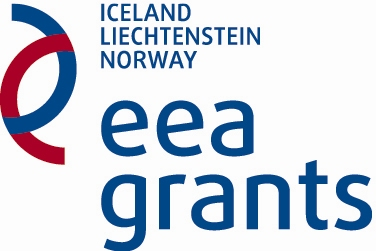 ICELAND
LIECHTENSTEIN
NORWAY
eea
grants